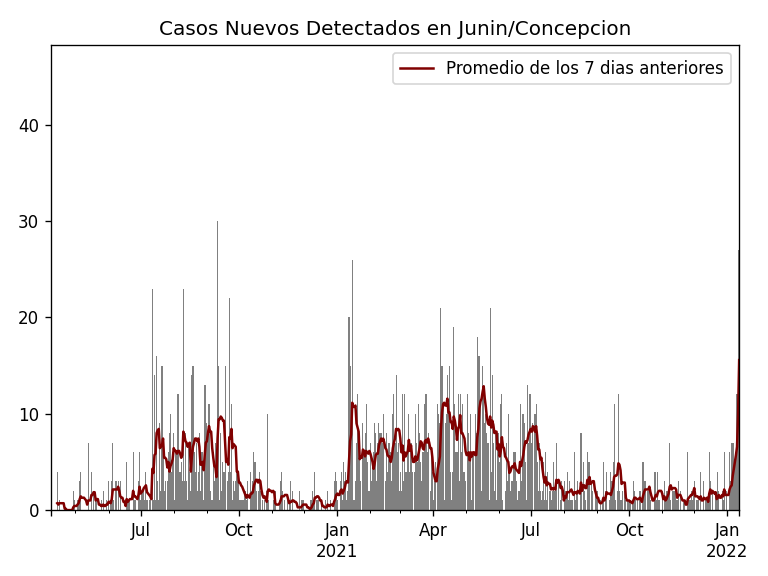 Casos Nuevos Detectados en Junin/Concepcion
Promedio de los 7 dias anteriores
40
30
20
10
0
Jul
Oct
Jan
2021
Apr
Jul
Oct
Jan
2022